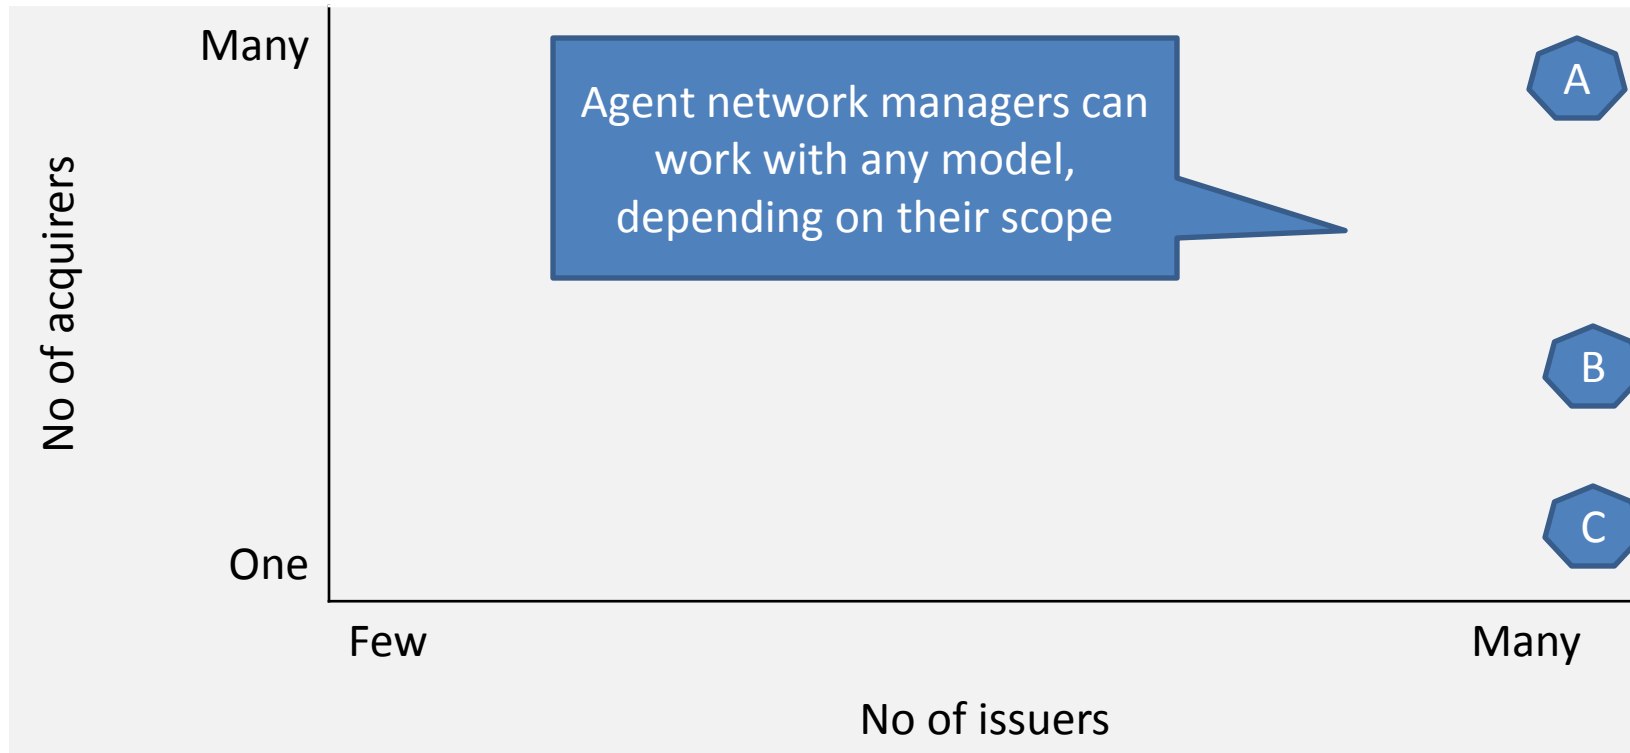 Many
No of acquirers
One
Agent network managers can
work with any model,
depending on their scope
A
B
C
Few
Many
No of issuers